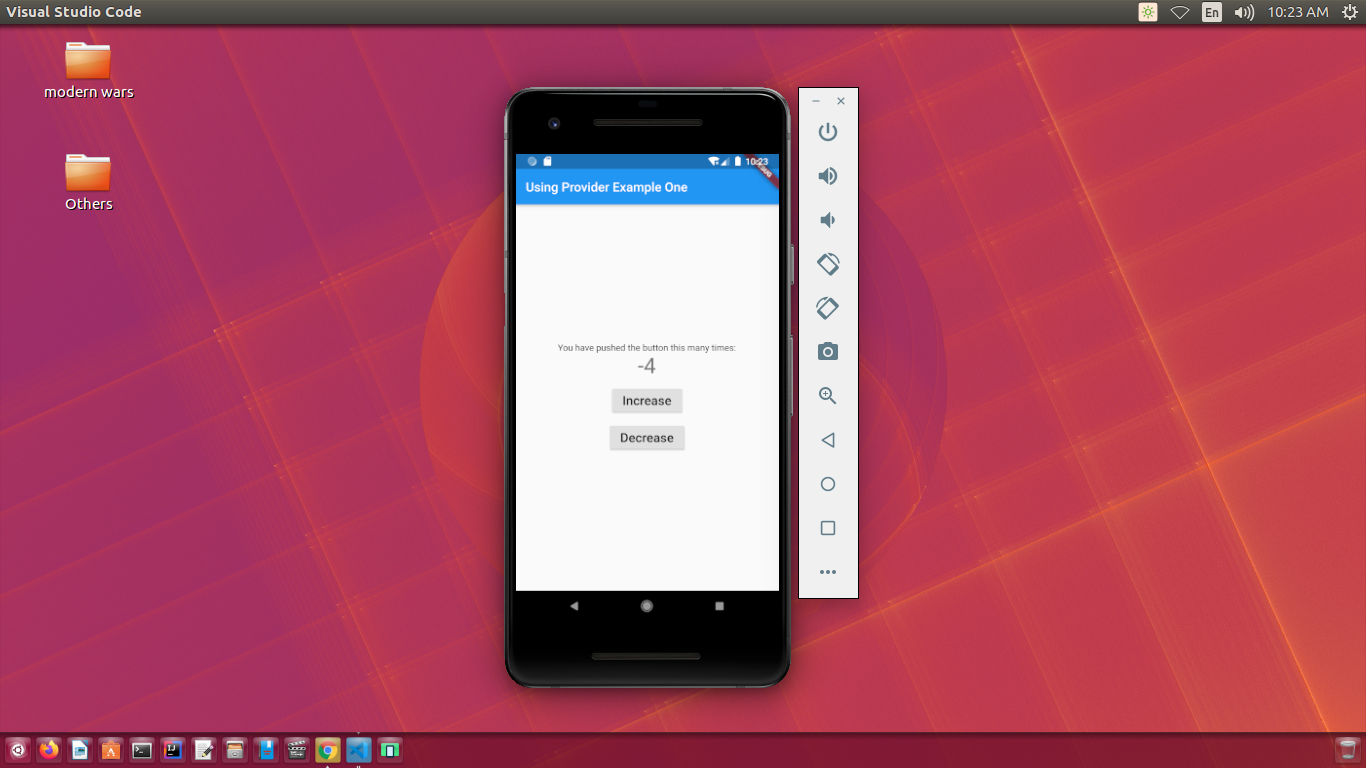 Visual Studio Code
En
10:23 AM
modern wars
Others
10:23
Using Provider Example One
You have pushed the button this many times:
-4
Increase
Decrease